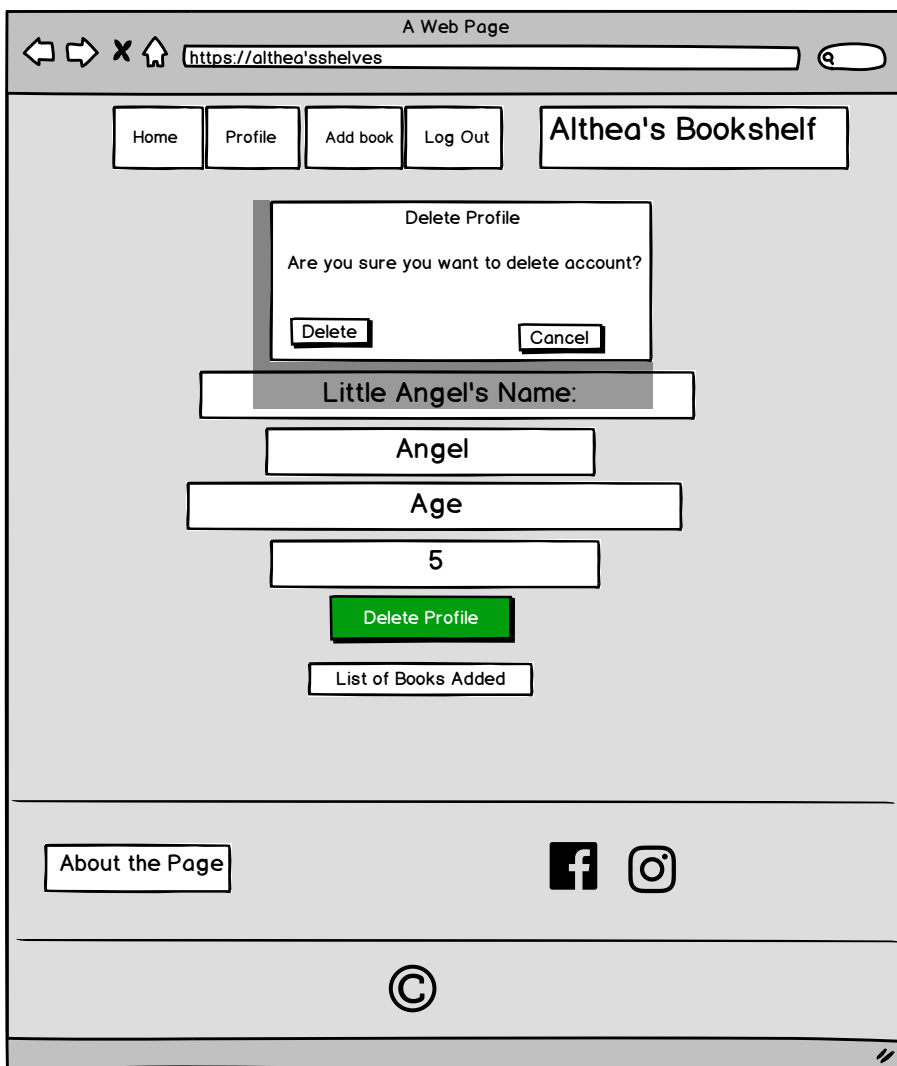 A Web Page
https://althea'sshelves
Home Profile Add book Log Out Althea's Bookshelf
Delete Profile
Are you sure you want to delete account?
Delete Cancel
Little Angel's Name:
Angel
Age
5
Delete Profile
List of Books Added
About the Page
©